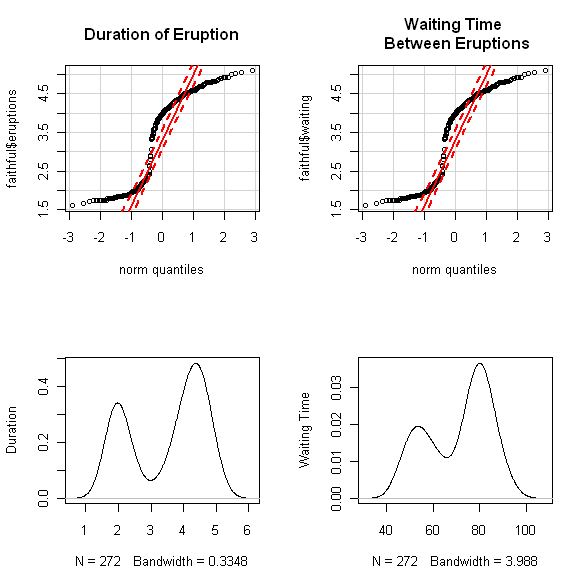 Duration of Eruption
Waiting Time
Between Eruptions
faithful$eruptions
1.5 2.5 3.5 4.5
-3 -2 -1 0 1 2 3
norm quantiles
faithful$waiting
1.5 2.5 3.5 4.5
-3 -2 -1 0 1 2 3
norm quantiles
Duration
0.0 0.2 0.4
1 2 3 4 5 6
N = 272 Bandwidth = 0.3348
Waiting Time
0.00 0.01 0.02 0.03
40 60 80 100
N = 272 Bandwidth = 3.988